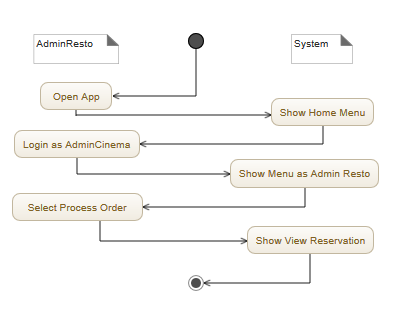 AdminResto
System
Open App
Show Home Menu
Login as AdminCinema
Show Menu as Admin Resto
Select Process Order
Show View Reservation